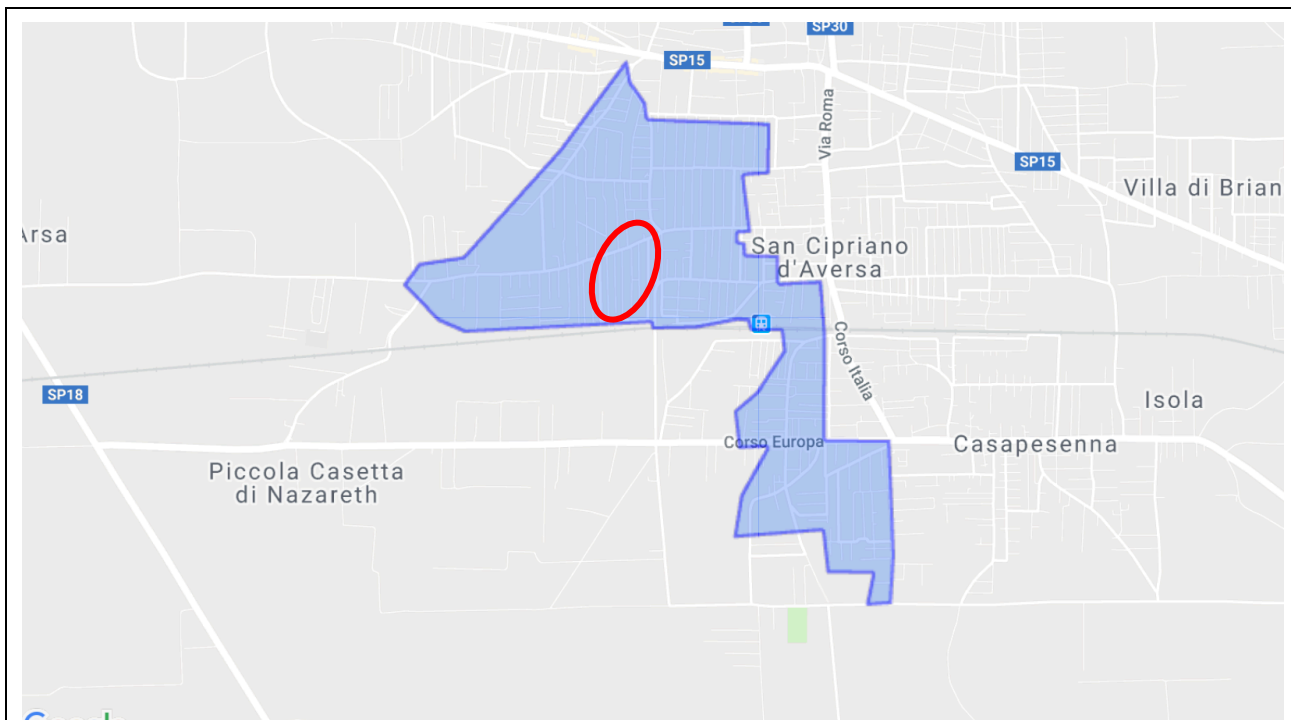 SP30
SP15
Via Roma
SP15
Villa di Brian
Arsa
San Cipriano
d'Aversa
Corso Italia
SP18
Isola
Corso Europa
Casapesenna
Piccola Casetta
di Nazareth